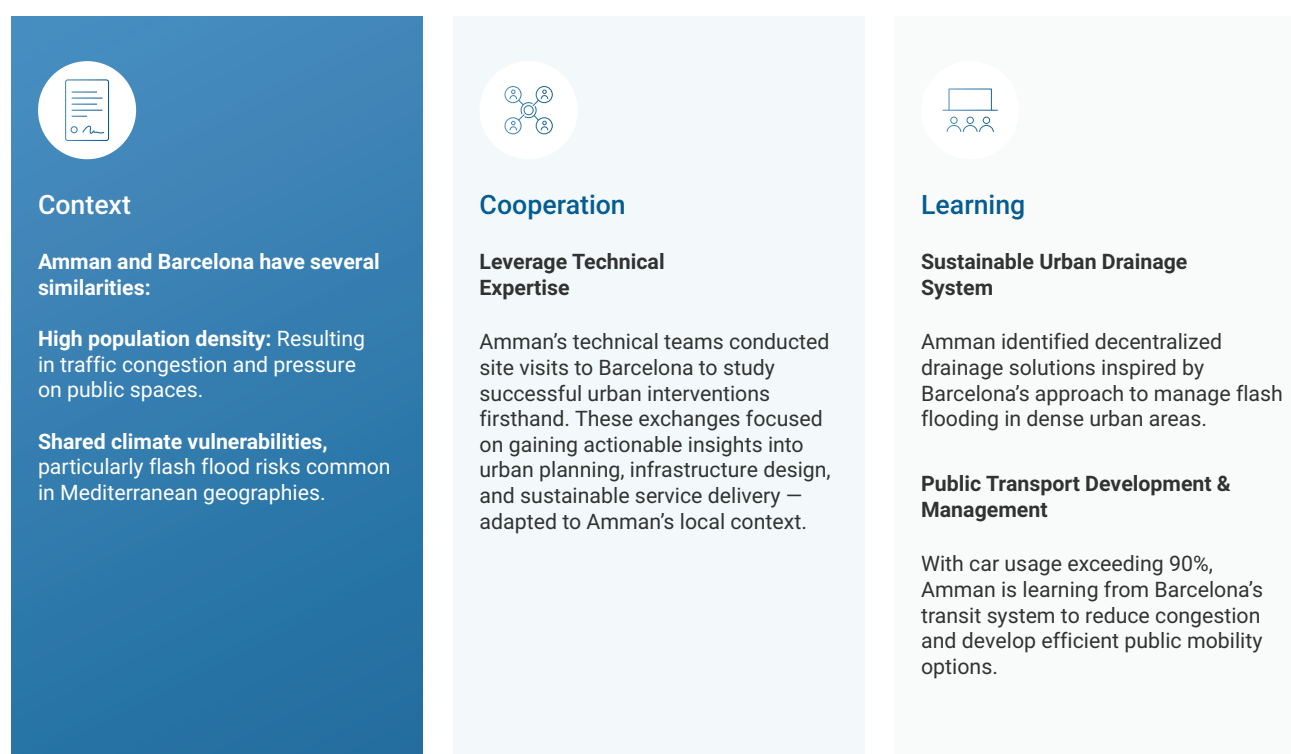 Context
Amman and Barcelona have several
similarities:
High population density: Resulting
in traffic congestion and pressure
on public spaces.
Shared climate vulnerabilities,
particularly flash flood risks common
in Mediterranean geographies.
Cooperation
Leverage Technical
Expertise
Amman’s technical teams conducted
site visits to Barcelona to study
successful urban interventions
firsthand. These exchanges focused
on gaining actionable insights into
urban planning, infrastructure design,
and sustainable service delivery —
adapted to Amman’s local context.
Learning
Sustainable Urban Drainage
System
Amman identified decentralized
drainage solutions inspired by
Barcelona’s approach to manage flash
flooding in dense urban areas.
Public Transport Development &
Management
With car usage exceeding 90%,
Amman is learning from Barcelona’s
transit system to reduce congestion
and develop efficient public mobility
options.